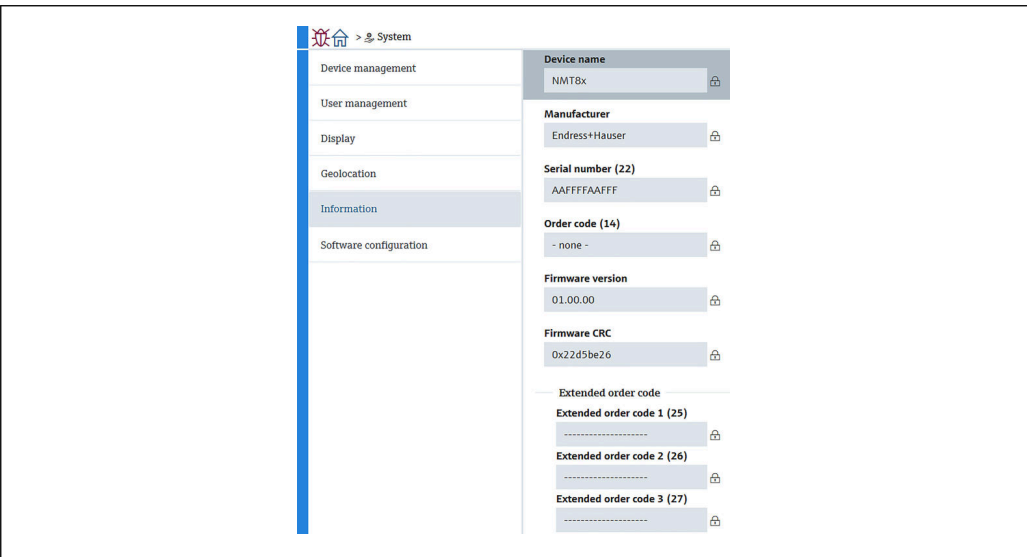 > System
Device management
User management
Display
Geolocation
Information
Software configuration
Device name
NMT8x
Manufacturer
Endress+Hauser
Serial number (22)
AAFFFFAAFFF
Order code (14)
- none -
Firmware version
01.00.00
Firmware CRC
0x22d5be26
Extended order code
Extended order code 1 (25)
--------------------
Extended order code 2 (26)
--------------------
Extended order code 3 (27)
--------------------